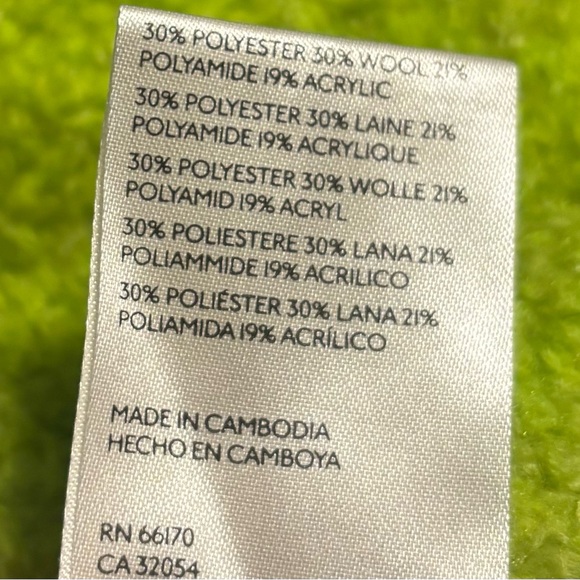 30% POLYESTER 30% WOOL 21%
POLYAMIDE 19% ACRYLIC
30% POLYESTER 30% LAINE 21%
POLYAMIDE 19% ACRYLIQUE
30% POLYESTER 30% WOLLE 21%
POLYAMID 19% ACRYL
30% POLIESTERE 30% LANA 21%
POLIAMMIDE 19% ACRILICO
30% POLIÉSTER 30% LANA 21%
POLIAMIDA 19% ACRÍLICO
MADE IN CAMBODIA
HECHO EN CAMBOYA
RN 66170
CA 32054